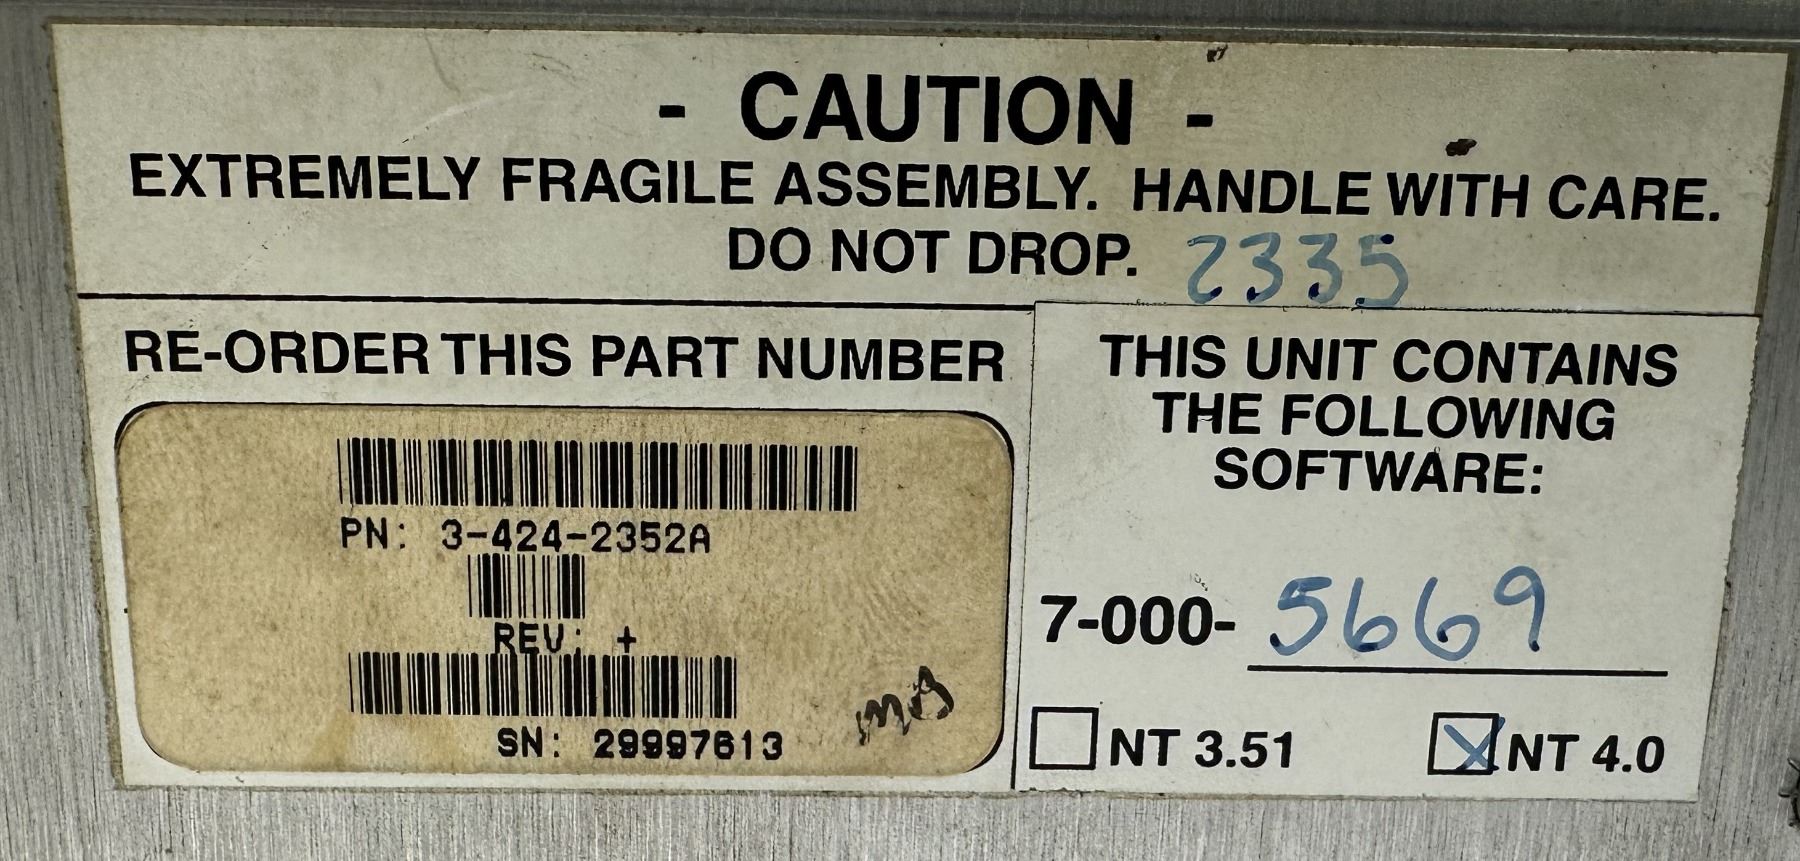 - CAUTION -
EXTREMELY FRAGILE ASSEMBLY. HANDLE WITH CARE.
DO NOT DROP. 2335
RE-ORDER THIS PART NUMBER
PN: 3-424-2352A
REV: +
SN: 29997613
THIS UNIT CONTAINS
THE FOLLOWING
SOFTWARE:
7-000- 5669
NT 3.51
NT 4.0